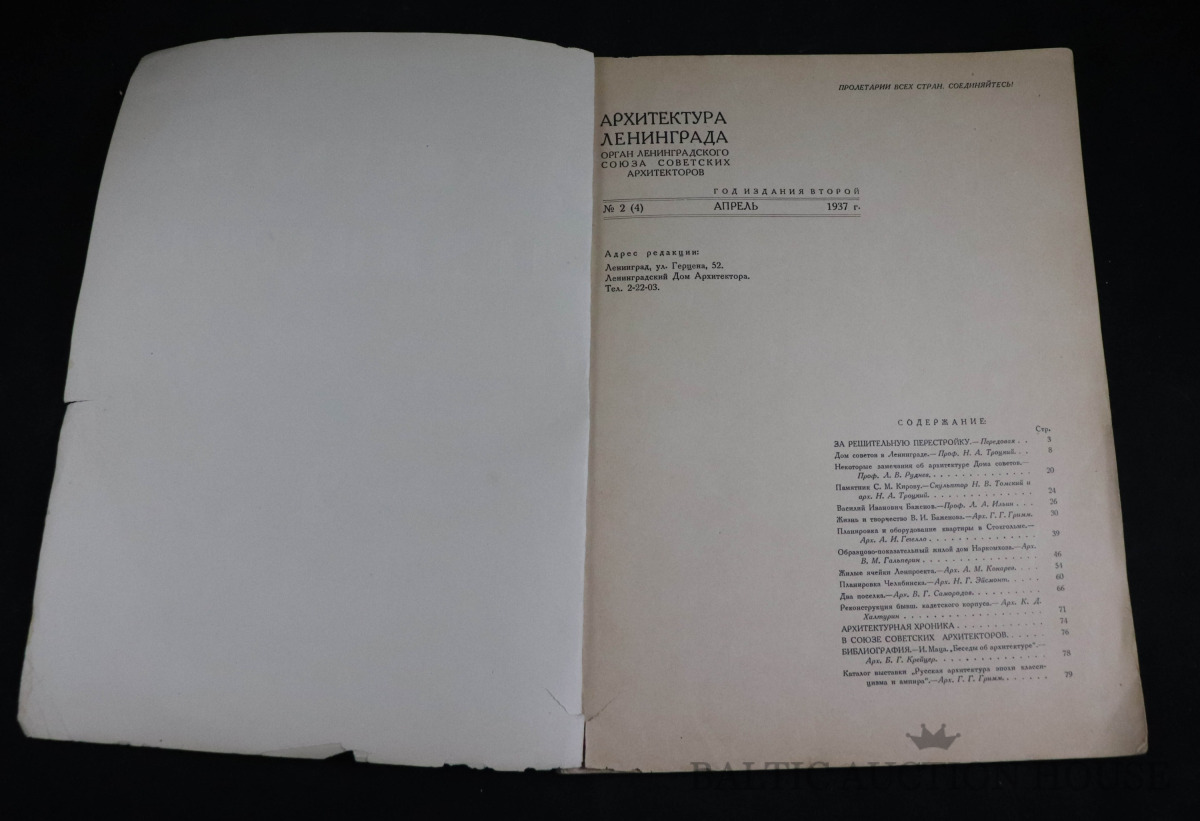 ПРОЛЕТАРИИ ВСЕХ СТРАН, СОЕДИНЯЙТЕСЬ!
АРХИТЕКТУРА
ЛЕНИНГРАДА
ОРГАН ЛЕНИНГРАДСКОГО
СОЮЗА СОВЕТСКИХ
АРХИТЕКТОРОВ
ГОД ИЗДАНИЯ ВТОРОЙ
№ 2 (4) АПРЕЛЬ 1937 г.
Адрес редакции:
Ленинград, ул. Герцена, 52.
Ленинградский Дом Архитектора.
Тел. 2-22-03.
СОДЕРЖАНИЕ:
Стр.
ЗА РЕШИТЕЛЬНУЮ ПЕРЕСТРОЙКУ.—Передовая . . 3
Дом советов в Ленинграде.—Проф. Н. А. Троцкий. . . 8
Некоторые замечания об архитектуре Дома советов.—
Проф. Л. В. Руднев. . . . . . . . . . . . 20
Памятник С. М. Кирову.—Скульптор Н. В. Томский и
арх. Н. А. Троцкий. . . . . . . . . . . . 24
Василий Иванович Баженов.—Проф. Л. А. Ильин . . . 26
Жизнь и творчество В. И. Баженова.—Арх. Г. Г. Гримм. 30
Планировка и оборудование квартиры в Стокгольме.—
Арх. А. И. Гегелло . . . . . . . . . . . . 39
Образцово-показательный жилой дом Наркомхоза.—Арх.
В. М. Гальперин . . . . . . . . . . . . 46
Жилые ячейки Ленпроекта.—Арх. А. М. Конарев. . . . 54
Планировка Челябинска.—Арх. Н. Г. Эйсмонт. . . . . 60
Два поселка.—Арх. В. Г. Самородов. . . . . . . . . 66
Реконструкция бывш. кадетского корпуса.—Арх. К. Д.
Халтурин . . . . . . . . . . . . 71
АРХИТЕКТУРНАЯ ХРОНИКА . . . . . . . . . . . 74
В СОЮЗЕ СОВЕТСКИХ АРХИТЕКТОРОВ. . . . . 76
БИБЛИОГРАФИЯ.—И. Маца. „Беседы об архитектуре“.—
Арх. Б. Г. Крейцер. . . . . . . . . . . . 78
Каталог выставки „Русская архитектура эпохи класси-
цизма и ампира“.—Арх. Г. Г. Гримм. . . . . . . 79
BALTIC AUCTION HOUSE